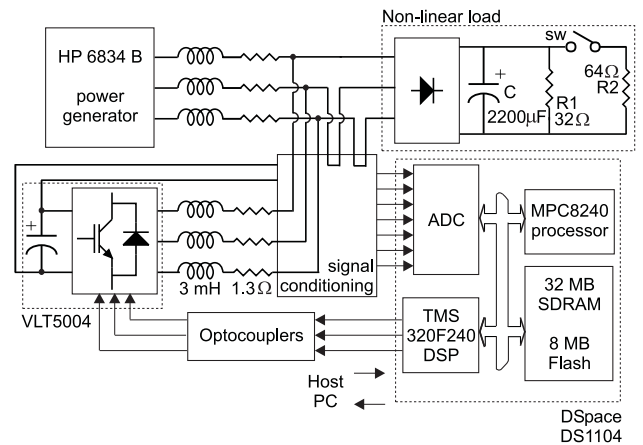 Non-linear load
HP 6834 B
power
generator
sw
+
C
2200µF
R1
32Ω
64Ω
R2
+
VLT5004
3 mH
1.3Ω
signal
conditioning
ADC
MPC8240
processor
32 MB
SDRAM
8 MB
Flash
TMS
320F240
DSP
Optocouplers
Host
PC
DSpace
DS1104